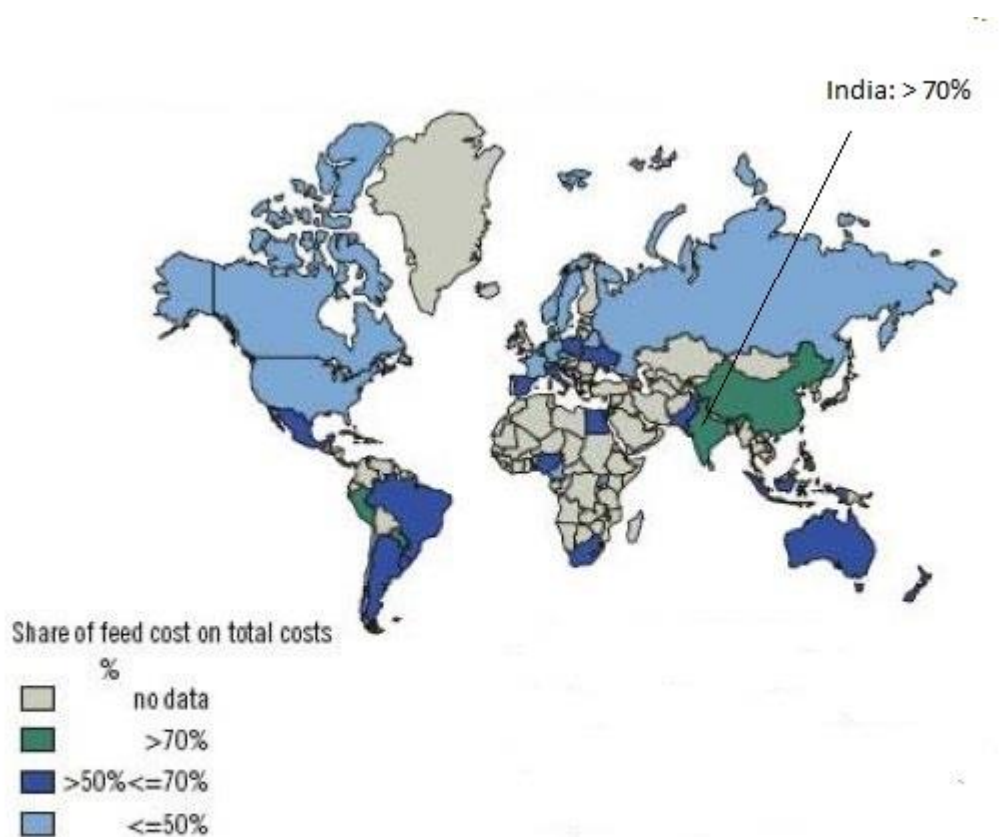 India: > 70%
Share of feed cost on total costs
%
no data
>70%
>50%<=70%
<=50%